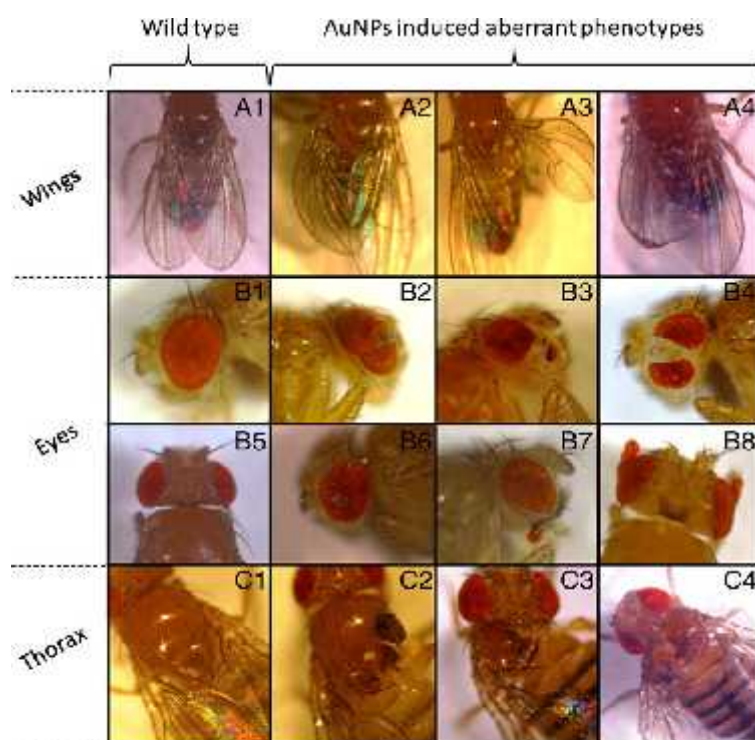 Wild type AuNPs induced aberrant phenotypes
A1 A2 A3 A4
Wings
B1 B2 B3 B4
Eyes
B5 B6 B7 B8
C1 C2 C3 C4
Thorax